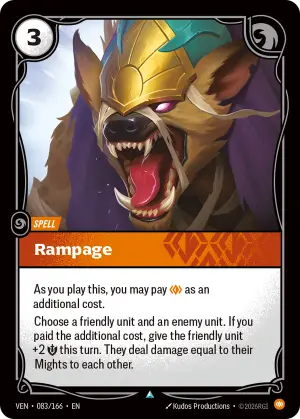 3
SPELL
Rampage
As you play this, you may pay as an
additional cost.
Choose a friendly unit and an enemy unit. If you
paid the additional cost, give the friendly unit
+2 this turn. They deal damage equal to their
Mights to each other.
VEN • 083/166 • EN
Kudos Productions • ©2026RGI